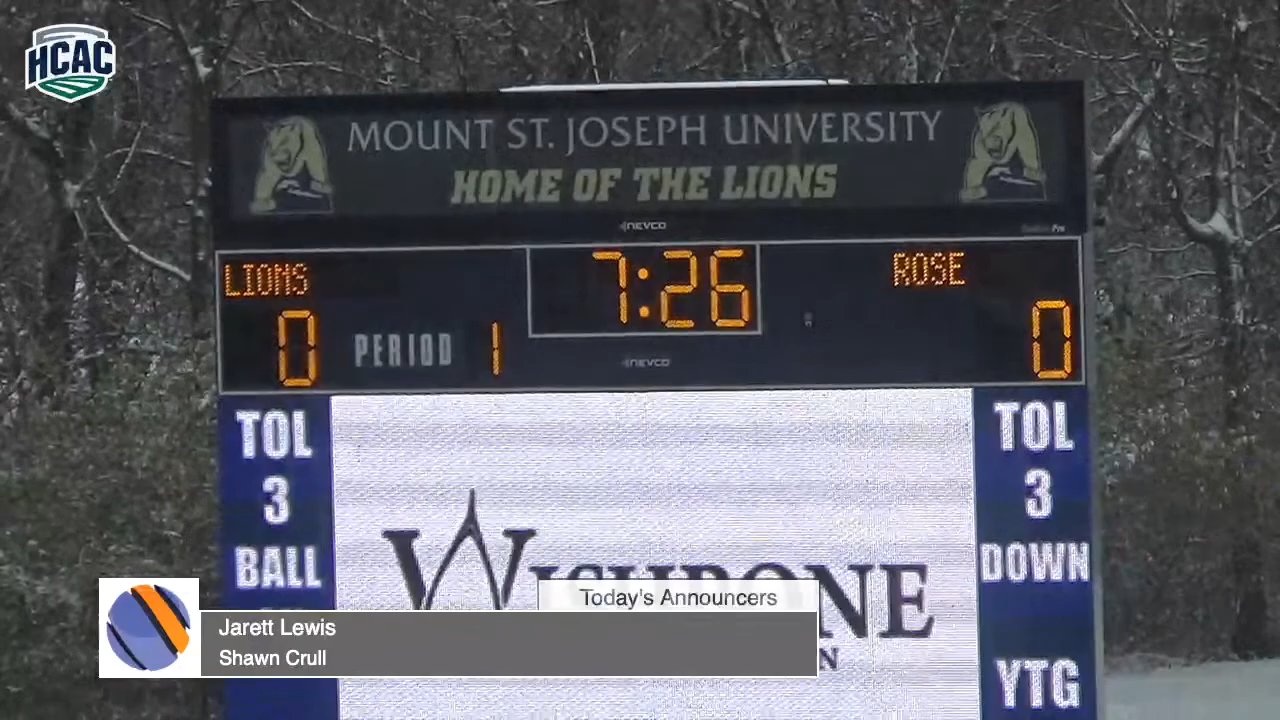 HCAC
MOUNT ST. JOSEPH UNIVERSITY
HOME OF THE LIONS
NEVCO
LIONS
7:26
ROSE
0
PERIOD 1
NEVCO
0
TOL
3
BALL
TOL
3
DOWN
YTG
Today's Announcers
Jarett Lewis
Shawn Crull